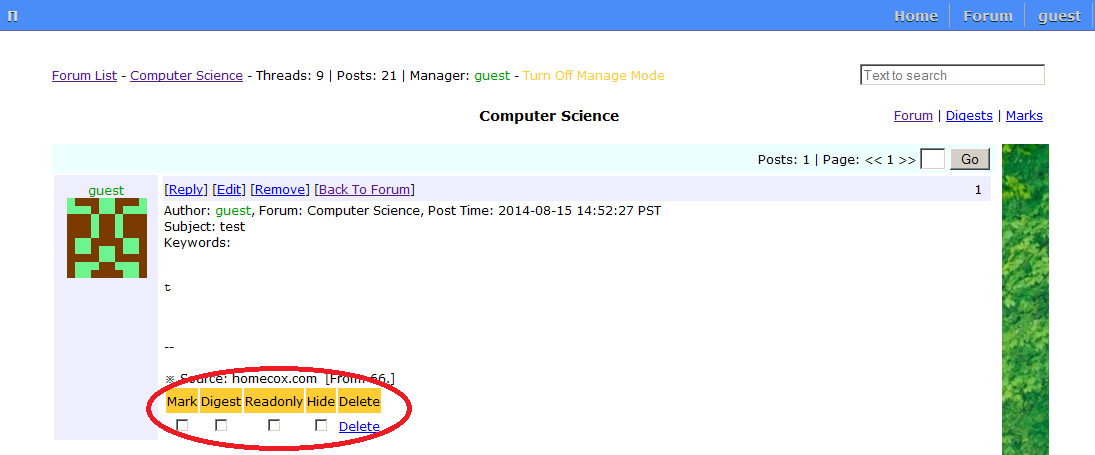 П Home Forum guest
Forum List - Computer Science - Threads: 9 | Posts: 21 | Manager: guest - Turn Off Manage Mode Text to search
Computer Science Forum | Digests | Marks
Posts: 1 | Page: << 1 >> Go
guest [Reply] [Edit] [Remove] [Back To Forum] 1
Author: guest, Forum: Computer Science, Post Time: 2014-08-15 14:52:27 PST
Subject: test
Keywords:
t
--
※ Source: homecox.com [From 66.]
Mark Digest Readonly Hide Delete
Delete